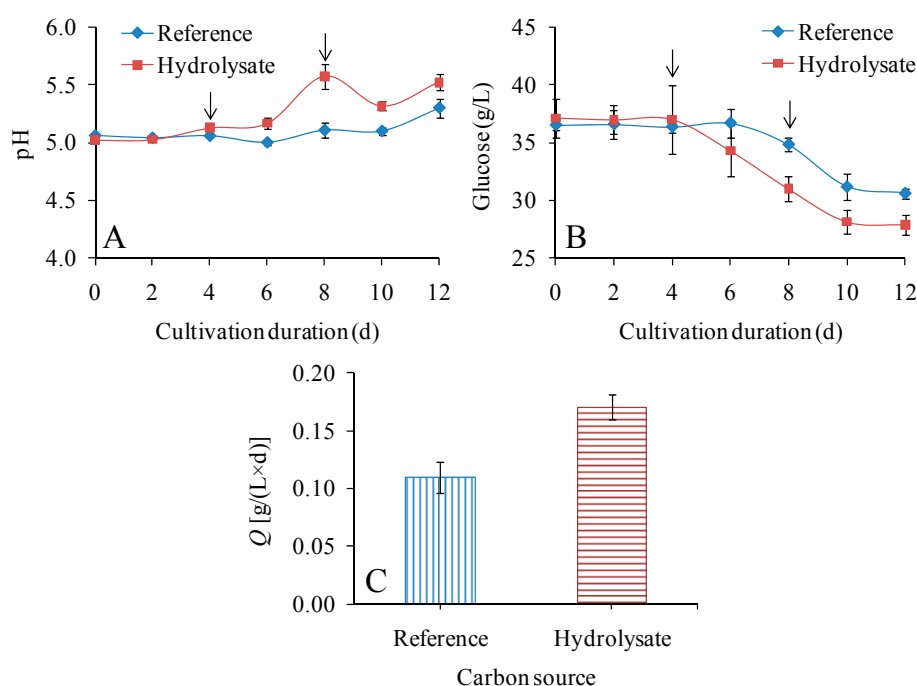 Reference
Hydrolysate
6.0
5.5
5.0
4.5
4.0
pH
A
0 2 4 6 8 10 12
Cultivation duration (d)
Reference
Hydrolysate
45
40
35
30
25
Glucose (g/L)
B
0 2 4 6 8 10 12
Cultivation duration (d)
0.20
0.15
0.10
0.05
0.00
Q [g/(L×d)]
C
Reference Hydrolysate
Carbon source